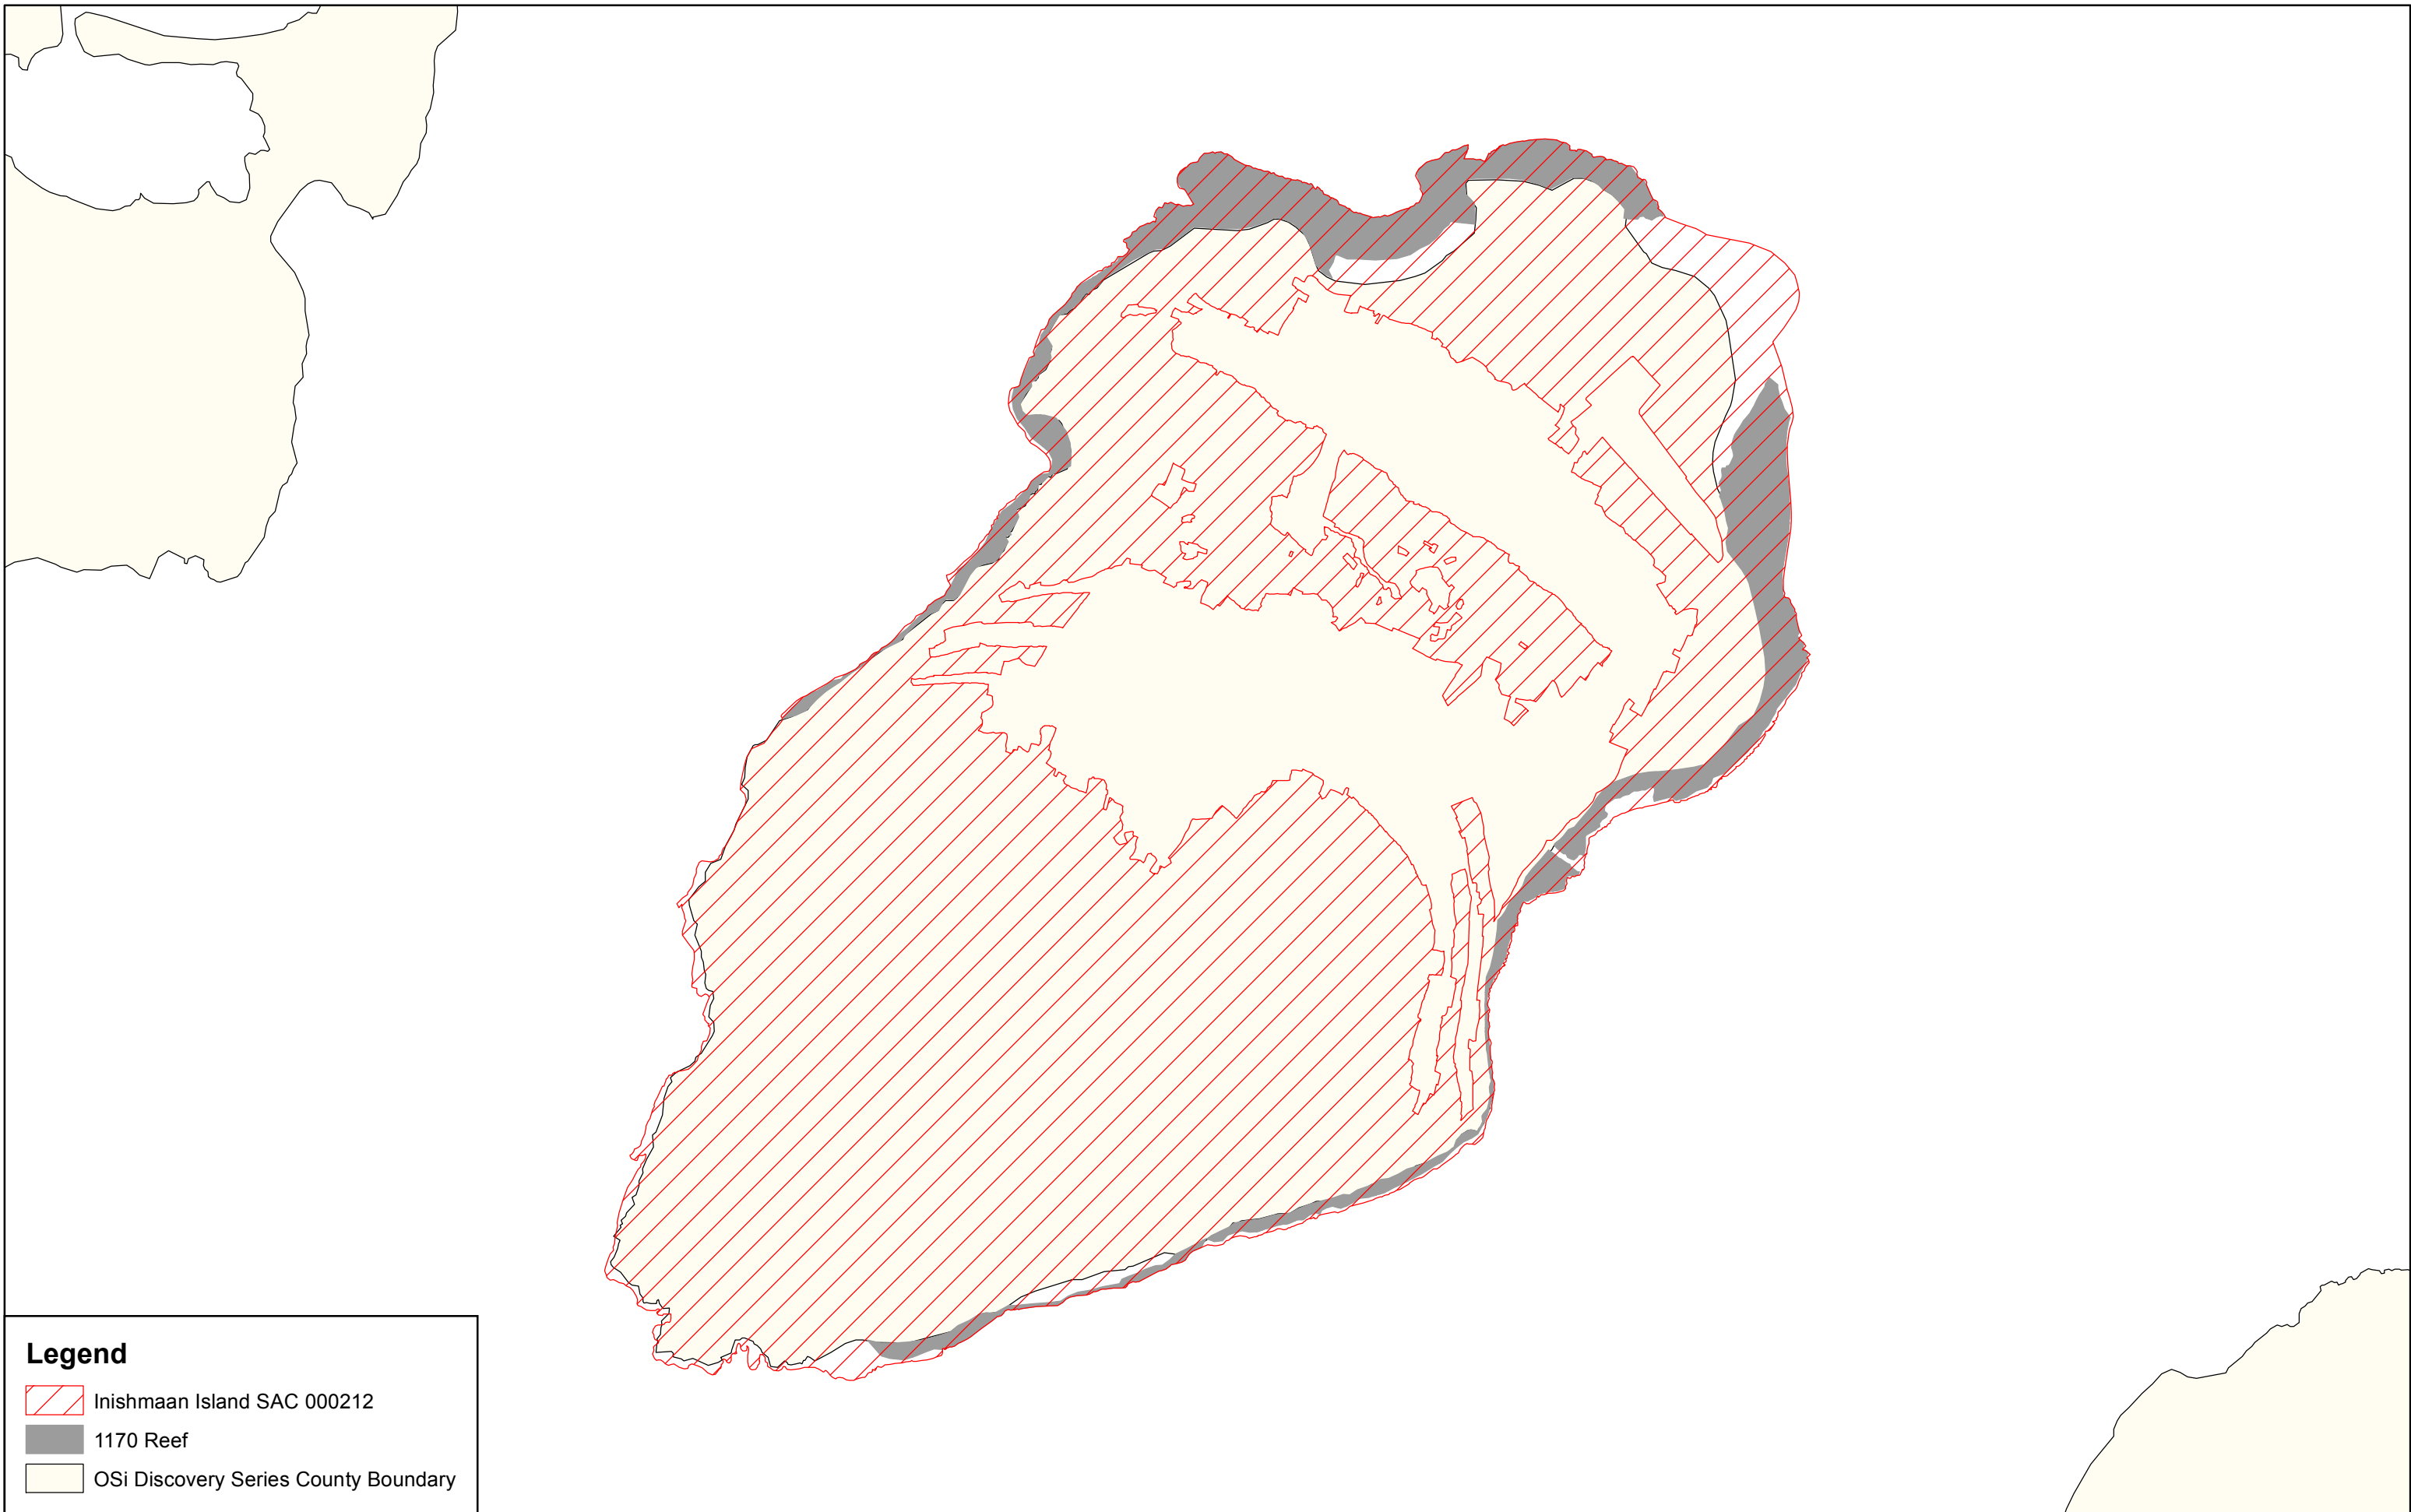 Legend
Inishmaan Island SAC 000212
1170 Reef
OSi Discovery Series County Boundary